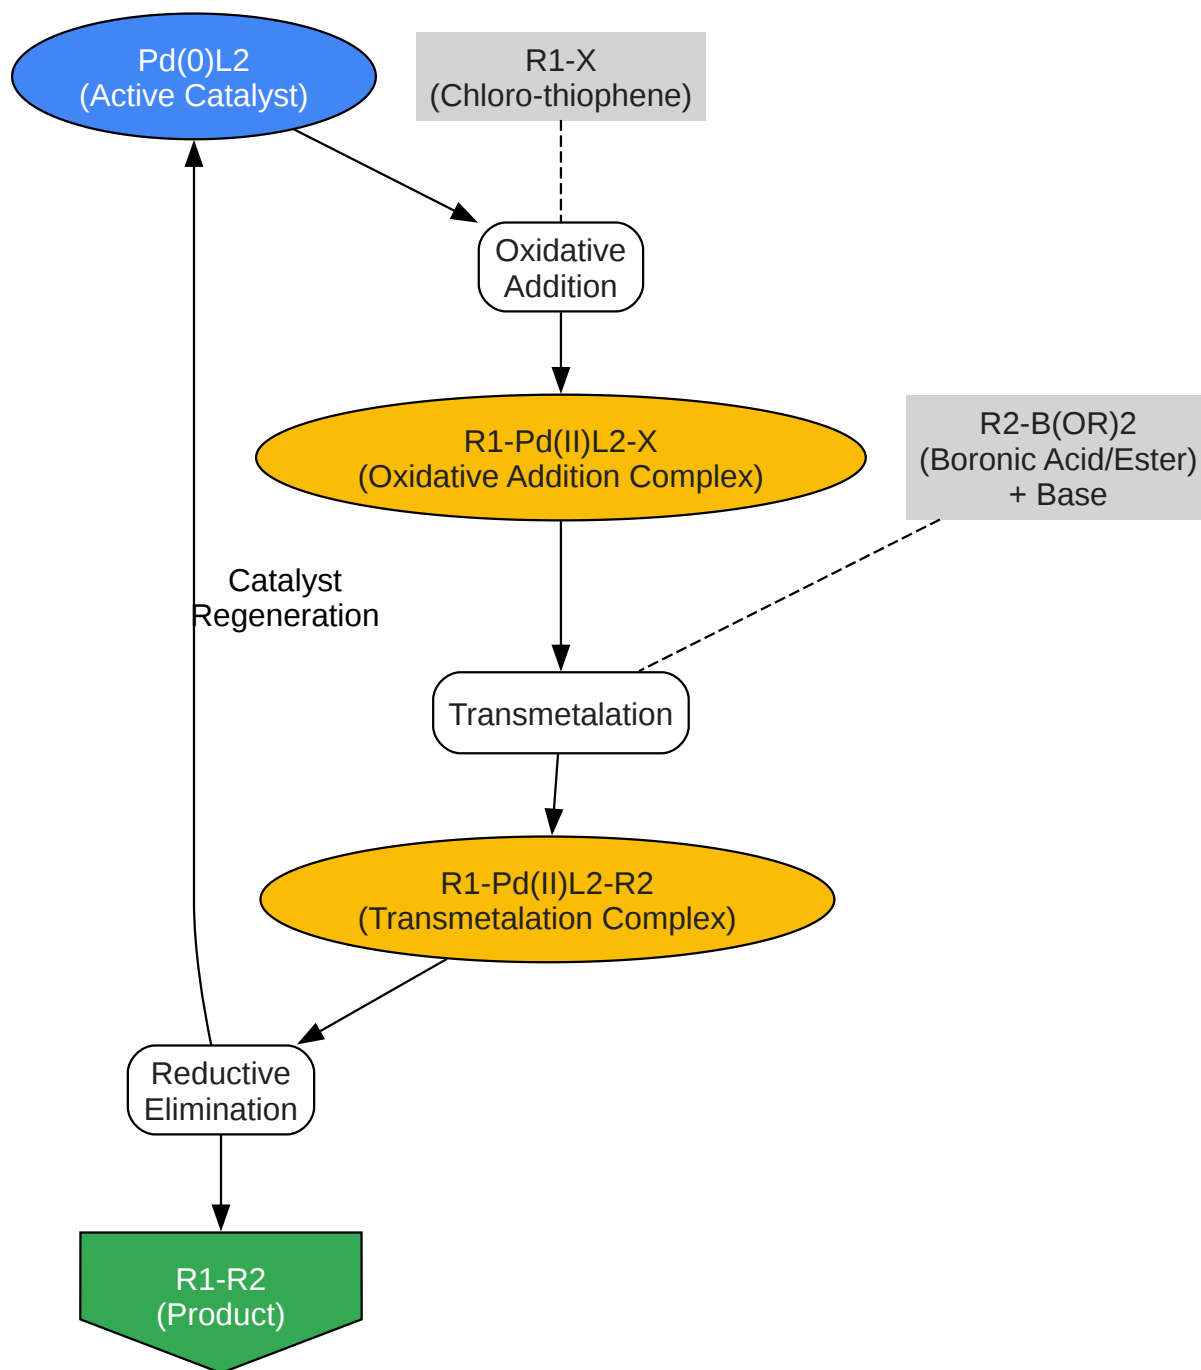 Pd(0)L2
(Active Catalyst)
R1-X
(Chloro-thiophene)
Oxidative
Addition
R1-Pd(II)L2-X
(Oxidative Addition Complex)
R2-B(OR)2
(Boronic Acid/Ester)
+ Base
Catalyst
Regeneration
Transmetalation
R1-Pd(II)L2-R2
(Transmetalation Complex)
Reductive
Elimination
R1-R2
(Product)